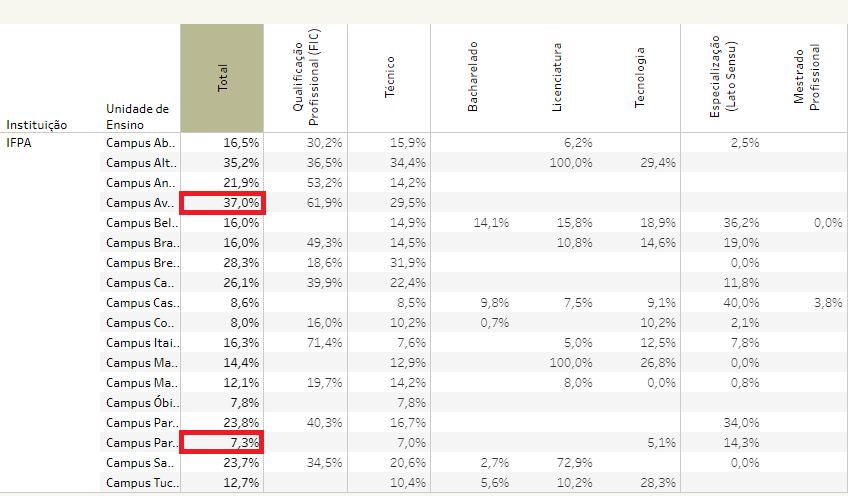 Instituição Unidade de Ensino Total Qualificação Profissional (FIC) Técnico Bacharelado Licenciatura Tecnologia Especialização (Lato Sensu) Mestrado Profissional
IFPA Campus Ab.. 16,5% 30,2% 15,9% 6,2% 2,5%
Campus Alt.. 35,2% 36,5% 34,4% 100,0% 29,4%
Campus An.. 21,9% 53,2% 14,2%
Campus Av.. 37,0% 61,9% 29,5%
Campus Bel.. 16,0% 14,9% 14,1% 15,8% 18,9% 36,2% 0,0%
Campus Bra.. 16,0% 49,3% 14,5% 10,8% 14,6% 19,0%
Campus Bre.. 28,3% 18,6% 31,9% 0,0%
Campus Ca.. 26,1% 39,9% 22,4% 11,8%
Campus Cas.. 8,6% 8,5% 9,8% 7,5% 9,1% 40,0% 3,8%
Campus Co.. 8,0% 16,0% 10,2% 0,7% 10,2% 2,1%
Campus Itai.. 16,3% 71,4% 7,6% 5,0% 12,5% 7,8%
Campus Ma.. 14,4% 12,9% 100,0% 26,8% 0,0%
Campus Ma.. 12,1% 19,7% 14,2% 8,0% 0,0% 0,8%
Campus Óbi.. 7,8% 7,8%
Campus Par.. 23,8% 40,3% 16,7% 34,0%
Campus Par.. 7,3% 7,0% 5,1% 14,3%
Campus Sa.. 23,7% 34,5% 20,6% 2,7% 72,9% 0,0%
Campus Tuc.. 12,7% 10,4% 5,6% 10,2% 28,3%